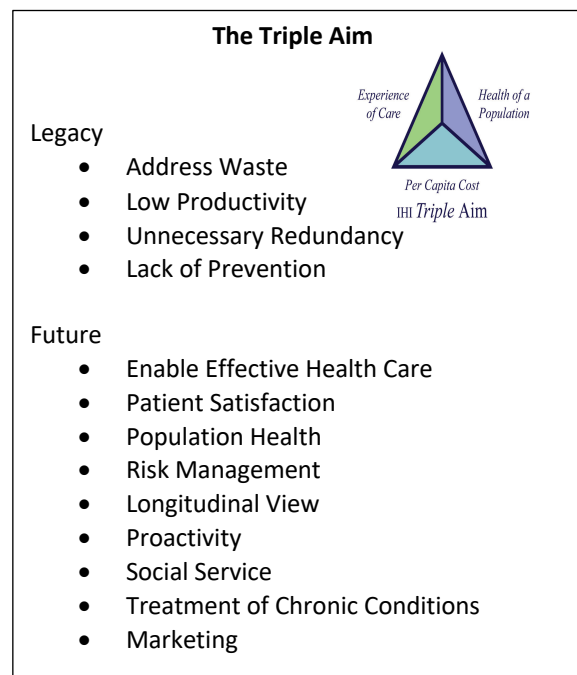 The Triple Aim
Experience
of Care
Health of a
Population
Per Capita Cost
IHI Triple Aim
Legacy
• Address Waste
• Low Productivity
• Unnecessary Redundancy
• Lack of Prevention
Future
• Enable Effective Health Care
• Patient Satisfaction
• Population Health
• Risk Management
• Longitudinal View
• Proactivity
• Social Service
• Treatment of Chronic Conditions
• Marketing